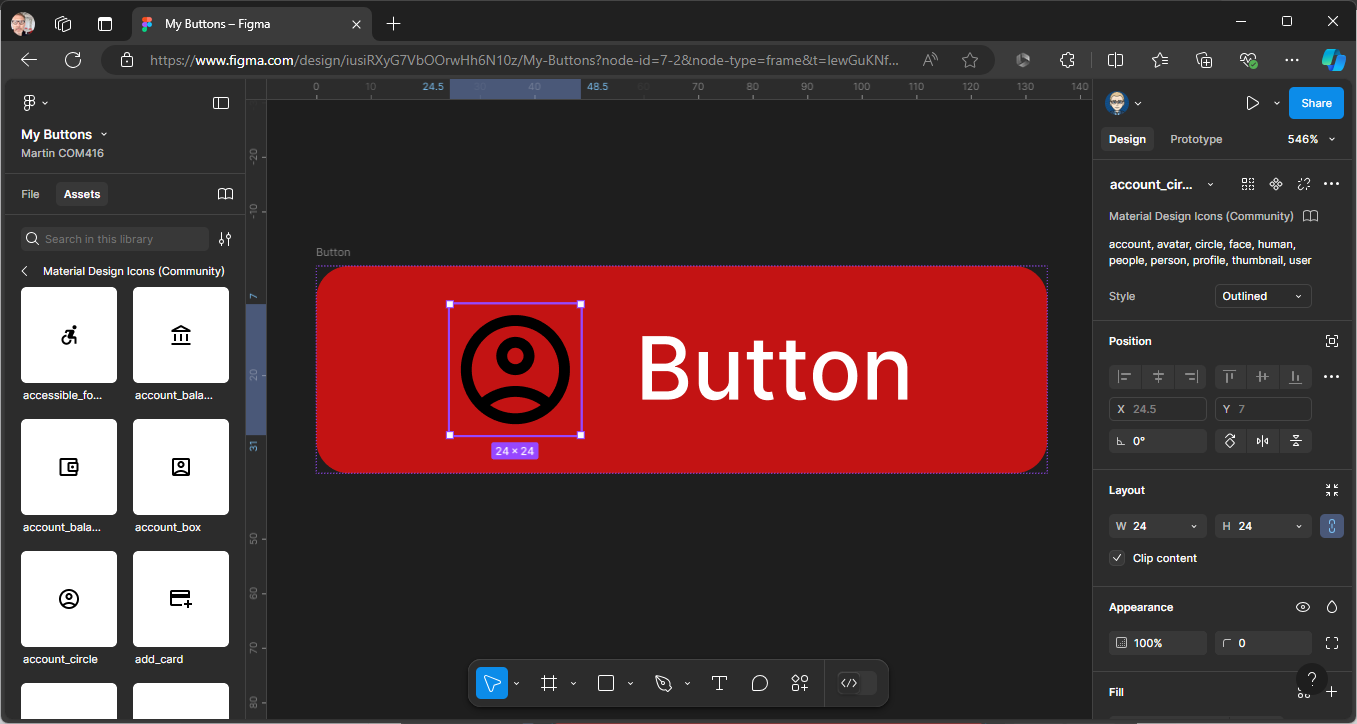 My Buttons – Figma
https://www.figma.com/design/iusiRXyG7VbOOrwHh6N10z/My-Buttons?node-id=7-2&node-type=frame&t=IewGuKNf...
My Buttons
Martin COM416
File
Assets
Search in this library
Material Design Icons (Community)
accessible_fo...
account_bala...
account_bala...
account_box
account_circle
add_card
0
10
24.5
40
48.5
70
80
90
100
110
120
130
140
-20
-10
7
20
31
50
60
70
80
Button
Button
24 × 24
Share
Design
Prototype
546%
account_cir...
Material Design Icons (Community)
account, avatar, circle, face, human,
people, person, profile, thumbnail, user
Style
Outlined
Position
X 24.5
Y 7
0°
Layout
W 24
H 24
Clip content
Appearance
100%
0
Fill
?